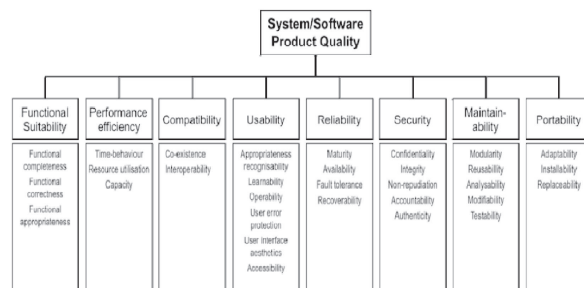 System/Software
Product Quality
Functional
Suitability
Performance
efficiency
Compatibility
Usability
Reliability
Security
Maintain-
ability
Portability
Functional
completeness
Functional
correctness
Functional
appropriateness
Time-behaviour
Resource utilisation
Capacity
Co-existence
Interoperability
Appropriateness
recognisability
Learnability
Operability
User error
protection
User interface
aesthetics
Accessibility
Maturity
Availability
Fault tolerance
Recoverability
Confidentiality
Integrity
Non-repudiation
Accountability
Authenticity
Modularity
Reusability
Analysability
Modifiability
Testability
Adaptability
Installability
Replaceability